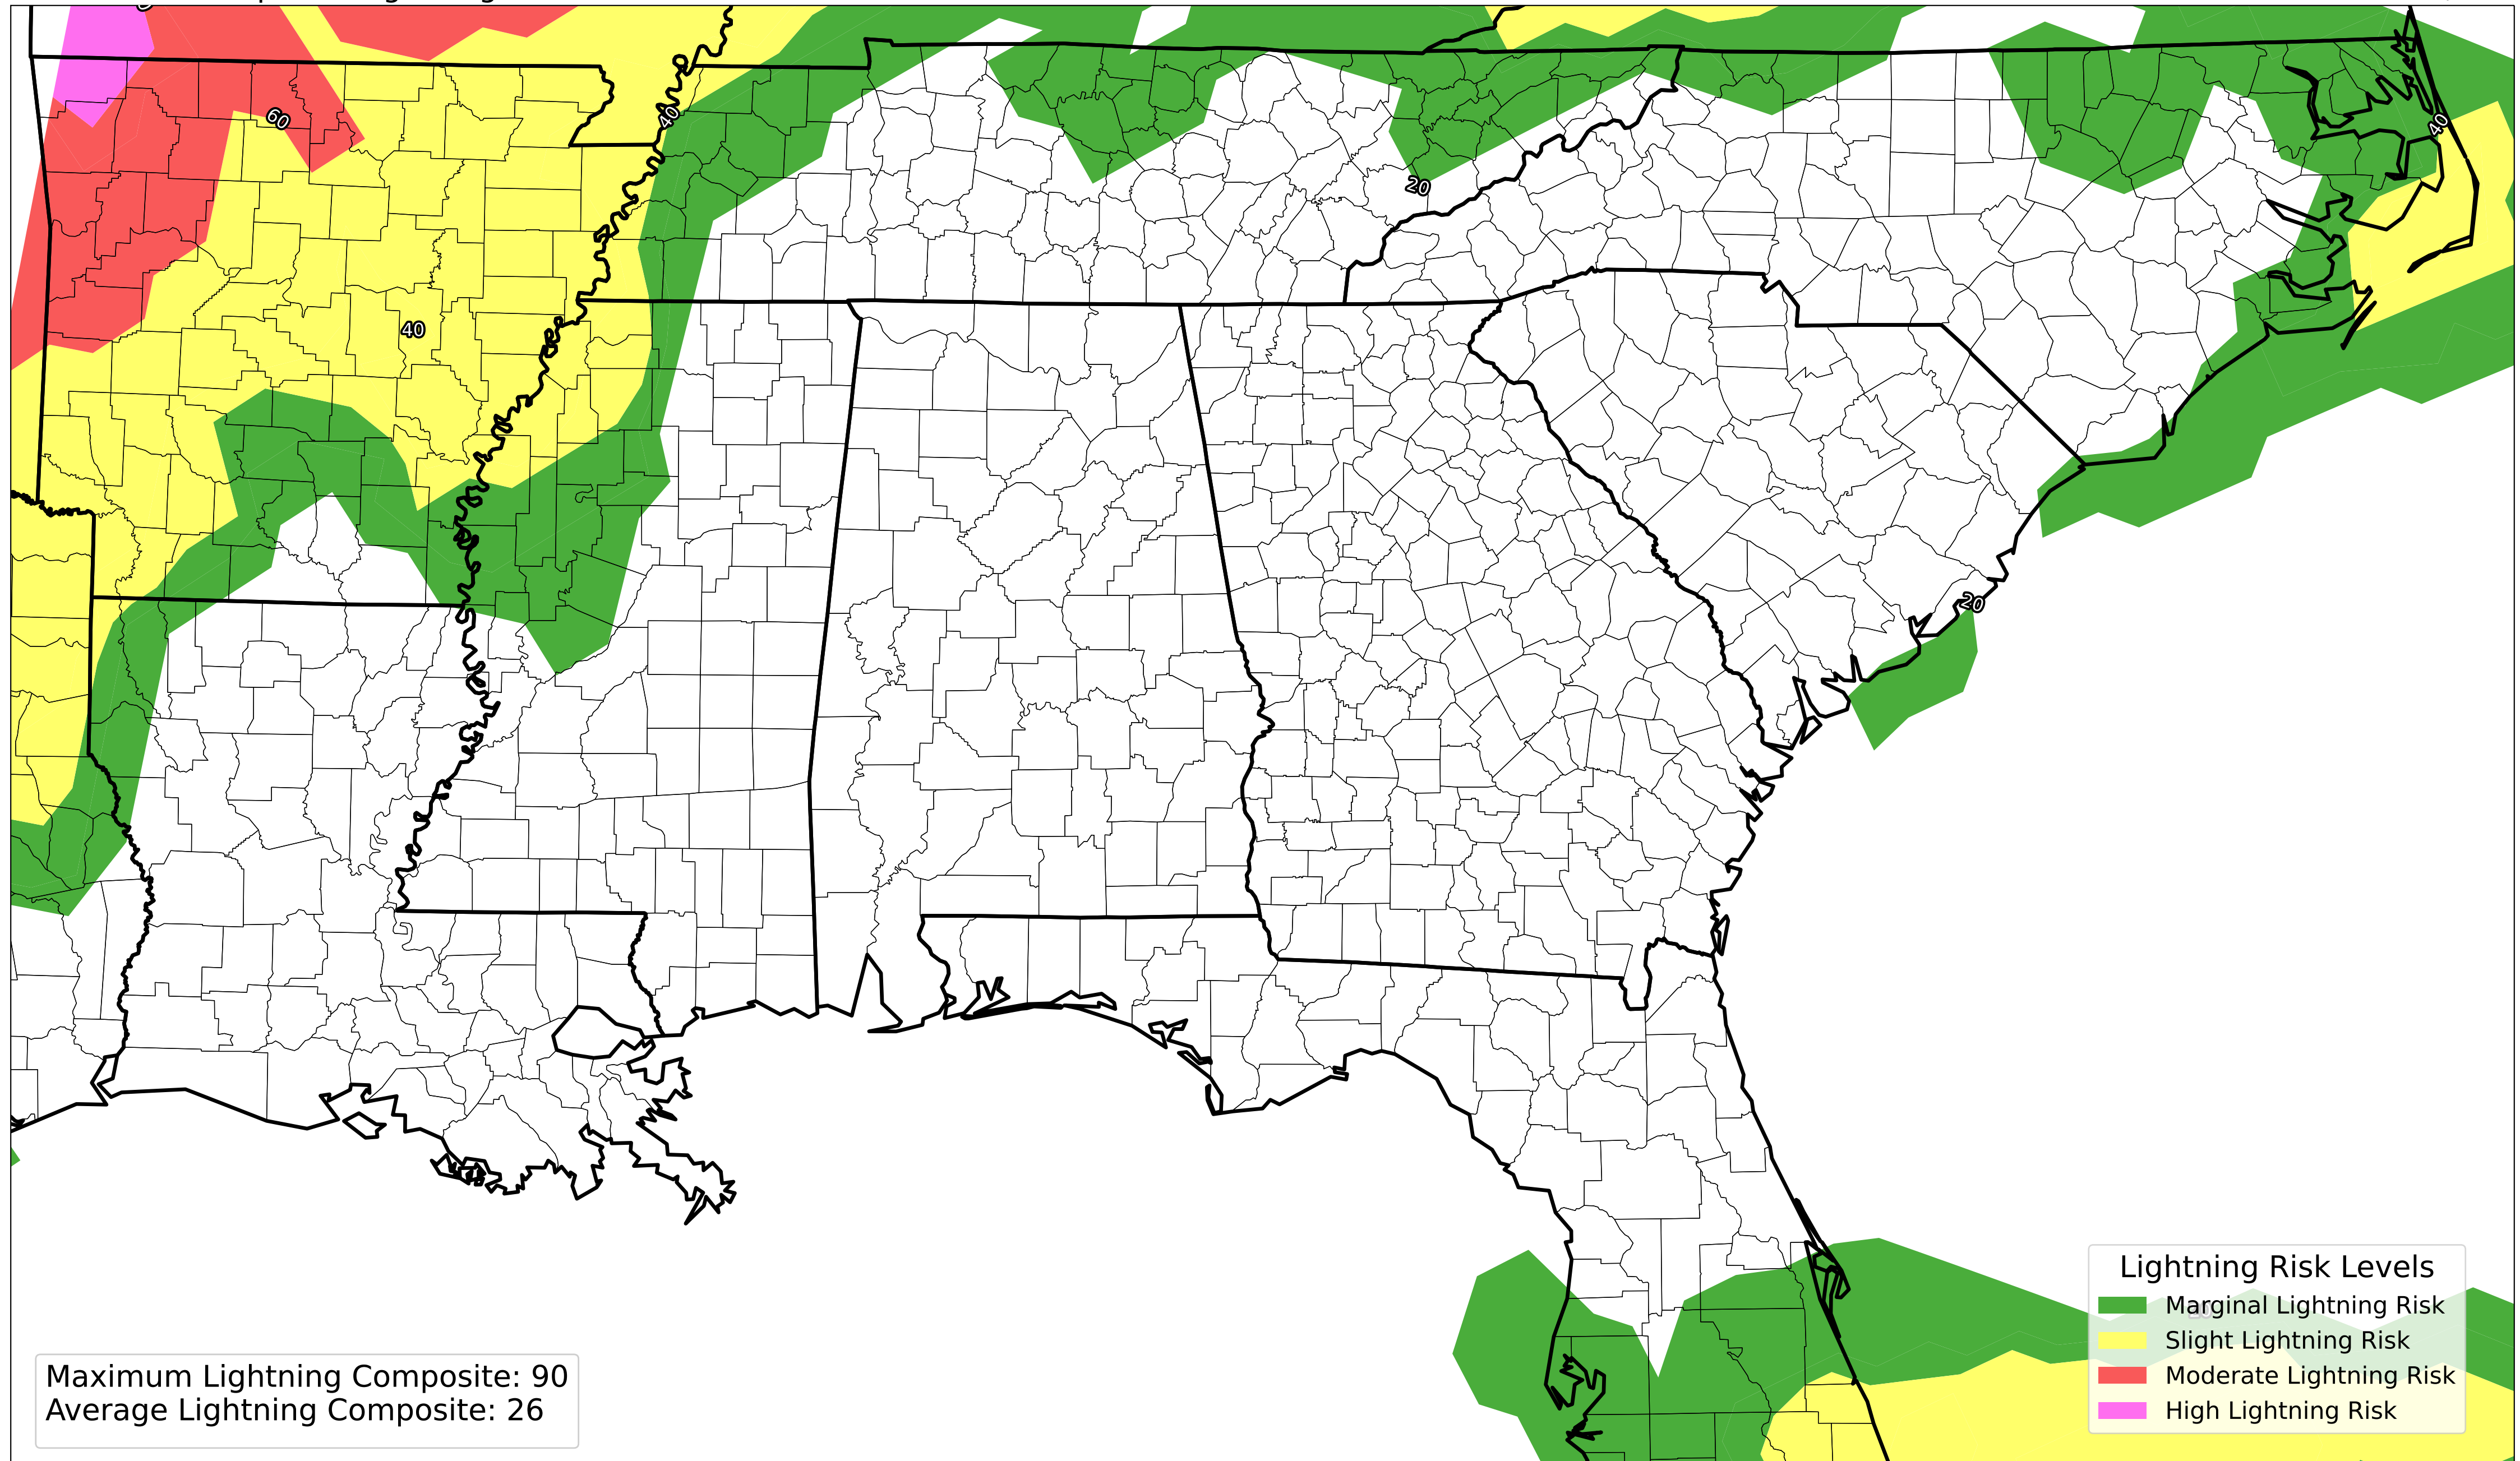 60
40
40
40
20
20
Lightning Risk Levels
Marginal Lightning Risk
Slight Lightning Risk
Moderate Lightning Risk
High Lightning Risk
Maximum Lightning Composite: 90
Average Lightning Composite: 26